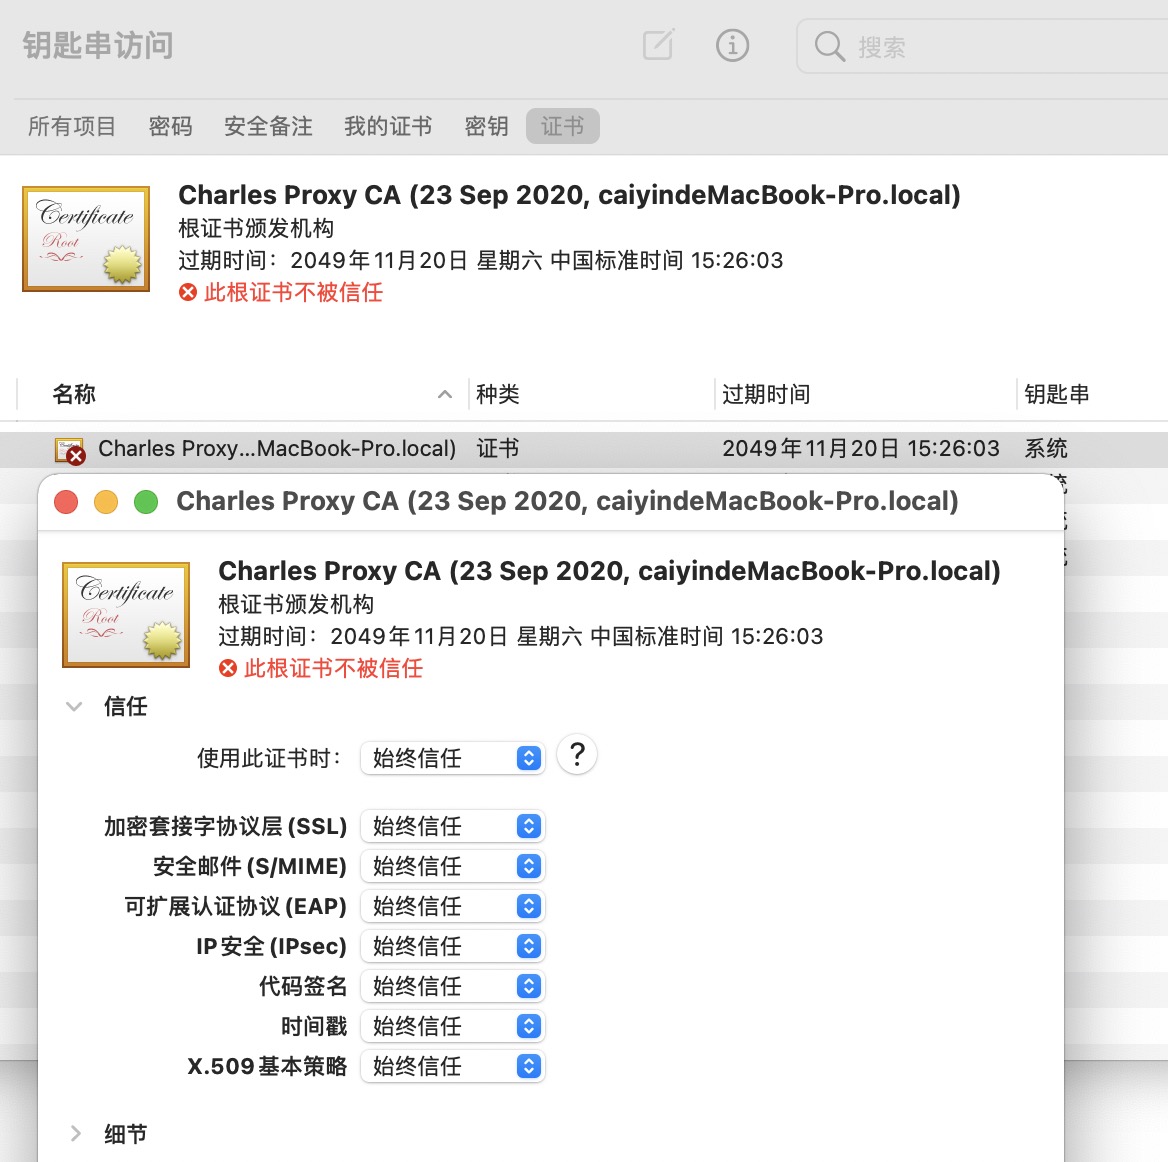 钥匙串访问
搜索
所有项目 密码 安全备注 我的证书 密钥 证书
Certificate
Root
Charles Proxy CA (23 Sep 2020, caiyindeMacBook-Pro.local)
根证书颁发机构
过期时间：2049年11月20日 星期六 中国标准时间 15:26:03
此根证书不被信任
名称 种类 过期时间 钥匙串
Charles Proxy...MacBook-Pro.local) 证书 2049年11月20日 15:26:03 系统
Charles Proxy CA (23 Sep 2020, caiyindeMacBook-Pro.local)
Certificate
Root
Charles Proxy CA (23 Sep 2020, caiyindeMacBook-Pro.local)
根证书颁发机构
过期时间：2049年11月20日 星期六 中国标准时间 15:26:03
此根证书不被信任
信任
使用此证书时： 始终信任 ?
加密套接字协议层 (SSL) 始终信任
安全邮件 (S/MIME) 始终信任
可扩展认证协议 (EAP) 始终信任
IP 安全 (IPsec) 始终信任
代码签名 始终信任
时间戳 始终信任
X.509 基本策略 始终信任
细节